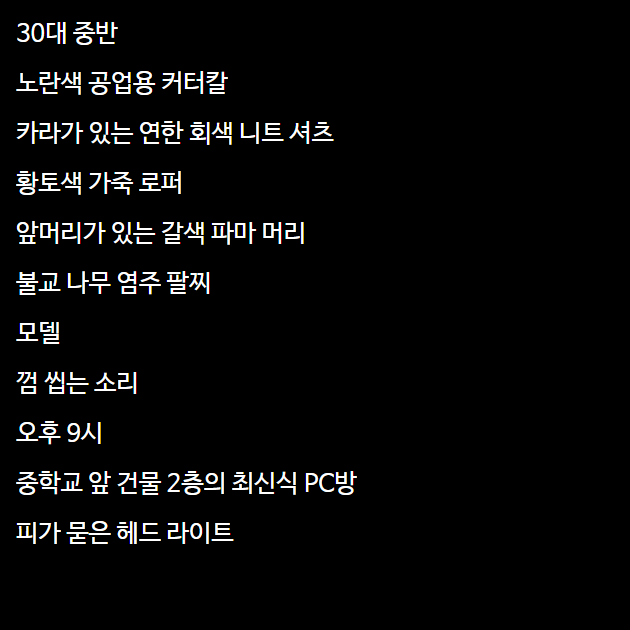 30대 중반
노란색 공업용 커터칼
카라가 있는 연한 회색 니트 셔츠
황토색 가죽 로퍼
앞머리가 있는 갈색 파마 머리
불교 나무 염주 팔찌
모델
껌 씹는 소리
오후 9시
중학교 앞 건물 2층의 최신식 PC방
피가 묻은 헤드 라이트